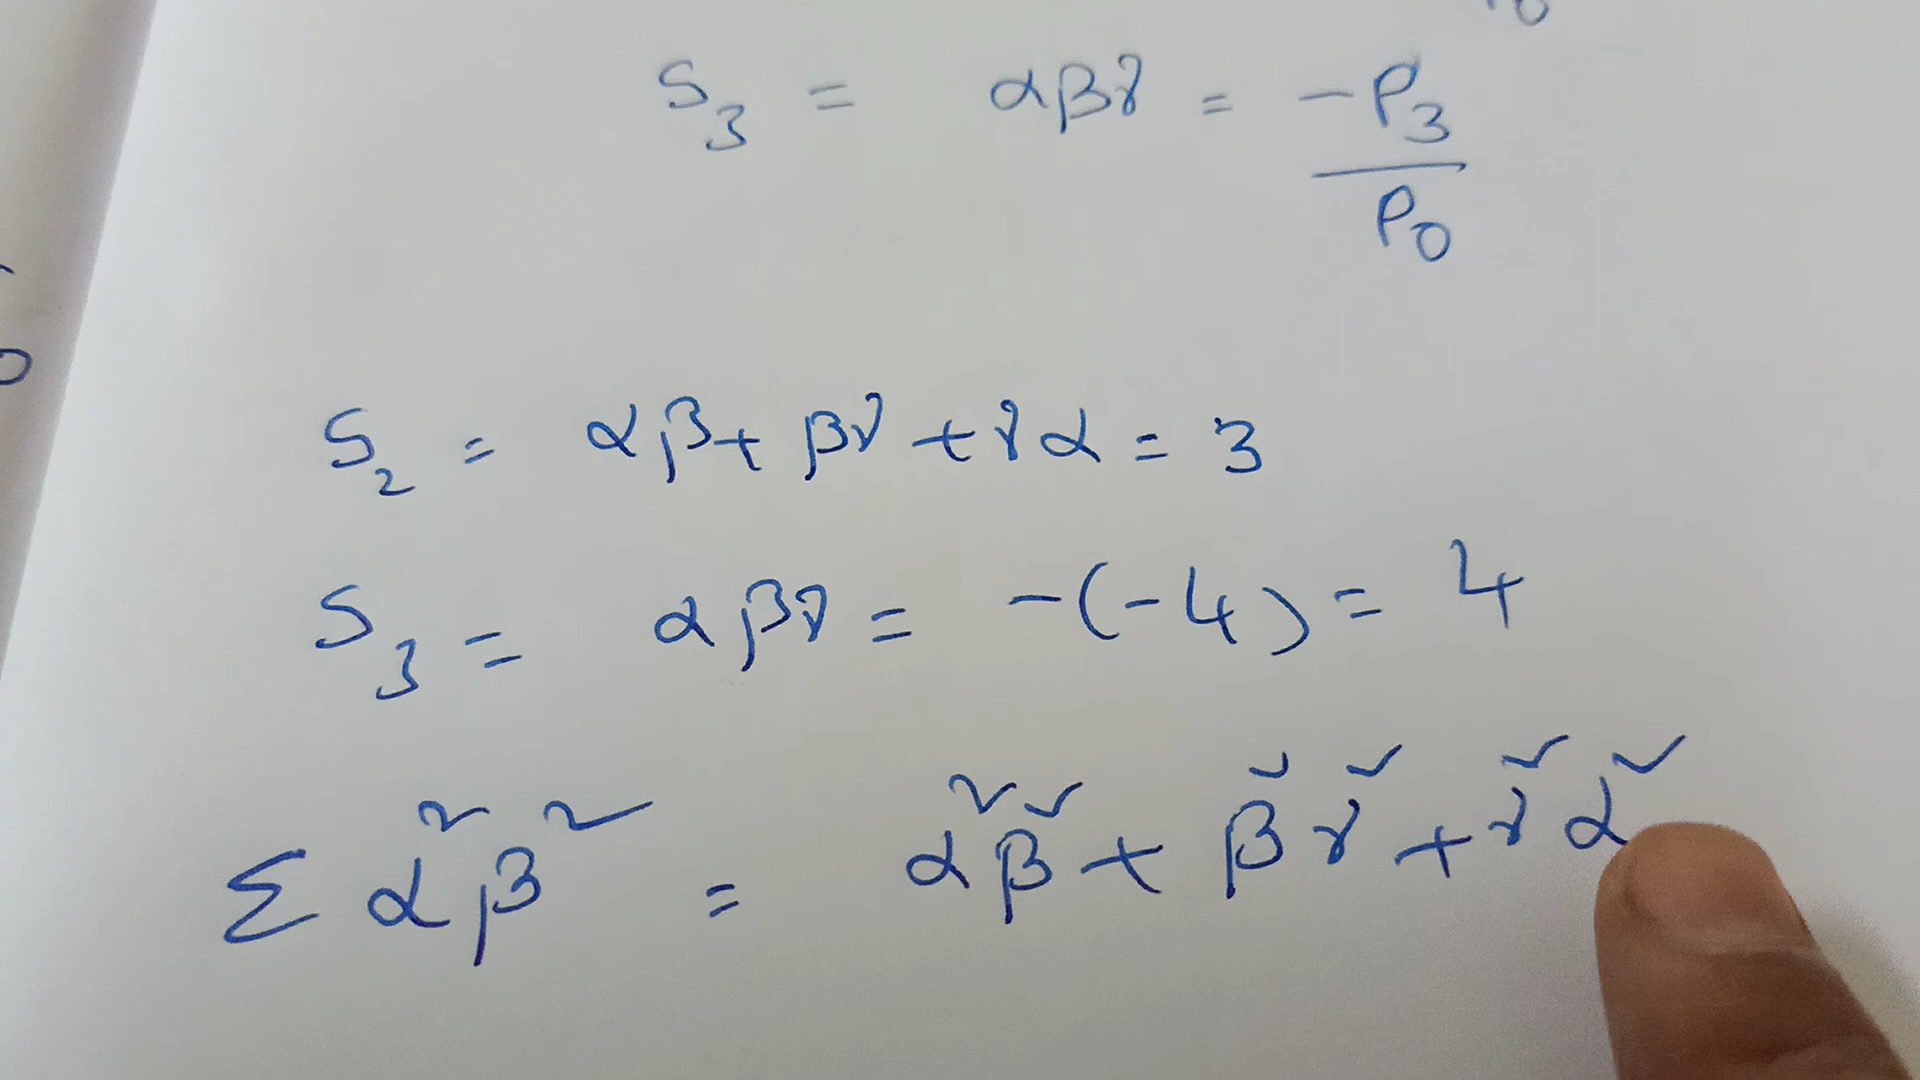 S₃ = αβγ = -P₃/P₀
S₂ = αβ + βγ + γα = 3
S₃ = αβγ = -(-4) = 4
Σα²β² = α²β² + β²γ² + γ²α²